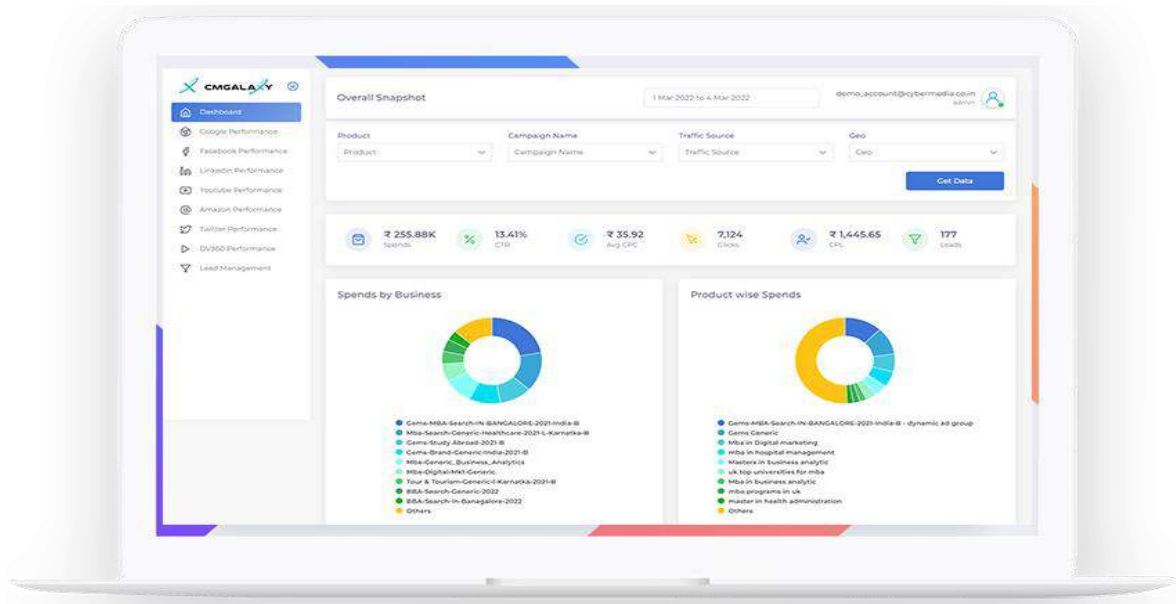 CMGALAXY
Dashboard
Google Performance
Facebook Performance
Linkedin Performance
Youtube Performance
Amazon Performance
Twitter Performance
DV360 Performance
Lead Management
Overall Snapshot
1 Mar 2022 to 4 Mar 2022
demo_account@cybermedia.co.in
admin
Product
Campaign Name
Traffic Source
Geo
Product
Campaign Name
Traffic Source
Geo
Get Data
₹ 255.88K
Spends
13.41%
CTR
₹ 35.92
Avg CPC
7,124
Clicks
₹ 1,445.65
CPL
177
Leads
Spends by Business
Gems-MBA-Search-IN-BANGALORE-2021-India-B
Mba-Search-Generic-Healthcare-2021-L-Karnatka-B
Gems-Study Abroad-2021-B
Gems-Brand-Generic-India-2021-B
Mba-Generic_Business_Analytics
Mba-Digital-Mkt-Generic
Tour & Tourism-Generic-I-Karnatka-2021-B
BBA-Search-Generic-2022
BBA-Search-In-Banagalore-2022
Others
Product wise Spends
Gems-MBA-Search-IN-BANGALORE-2021-India-B - dynamic ad group
Gems Generic
Mba in Digital marketing
mba in hospital management
Masters in business analytic
uk top universities for mba
Mba in business analytic
mba programs in uk
master in health administration
Others